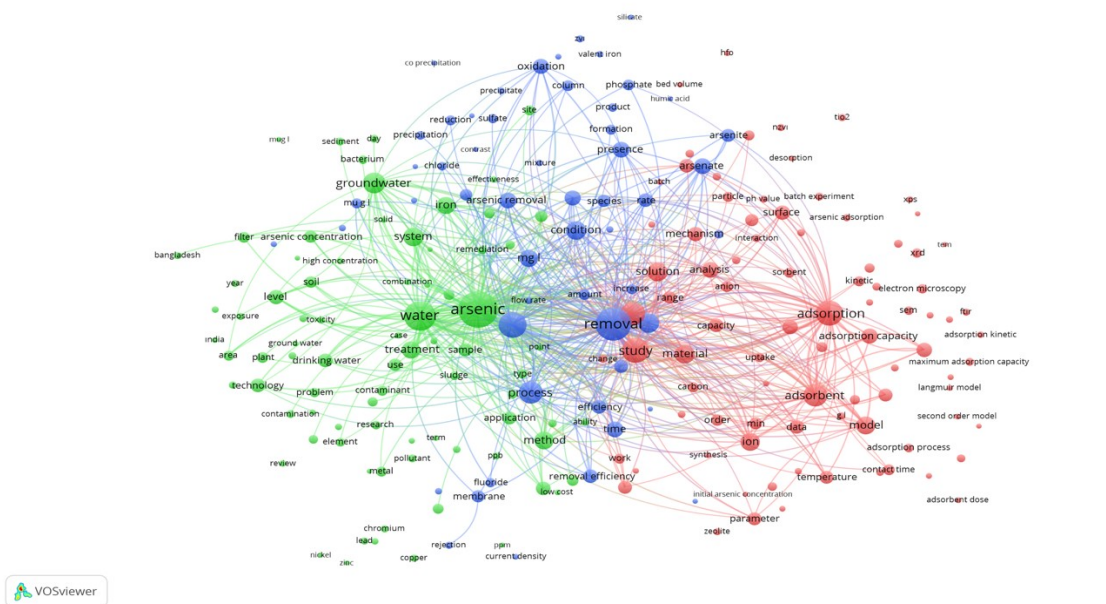 silicate
zvi
valent iron
hfo
co precipitation
oxidation
column
phosphate
bed volume
precipitate
humic acid
product
site
reduction
sulfate
tio2
formation
nzvi
precipitation
arsenite
mug l
sediment
day
contrast
presence
bacterium
mixture
desorption
chloride
arsenate
effectiveness
batch
groundwater
arsenic removal
species
rate
particle
ph value
batch experiment
xps
mu g l
iron
surface
solid
arsenic adsorption
condition
mechanism
filter
arsenic concentration
system
interaction
tem
remediation
bangladesh
mg l
xrd
high concentration
solution
analysis
sorbent
kinetic
year
soil
combination
increase
anion
electron microscopy
level
amount
range
flow rate
arsenic
sem
ftir
exposure
water
adsorption
toxicity
removal
capacity
india
ground water
case
adsorption capacity
adsorption kinetic
treatment
sample
point
study
material
area
plant
drinking water
use
change
uptake
maximum adsorption capacity
sludge
type
technology
problem
contaminant
process
carbon
adsorbent
langmuir model
contamination
application
efficiency
g l
second order model
research
ability
order
min
data
model
time
element
term
method
ion
adsorption process
pollutant
ppb
work
synthesis
review
metal
contact time
fluoride
removal efficiency
temperature
membrane
low cost
initial arsenic concentration
adsorbent dose
parameter
chromium
zeolite
lead
rejection
ppm
nickel
copper
current density
zinc
VOSviewer